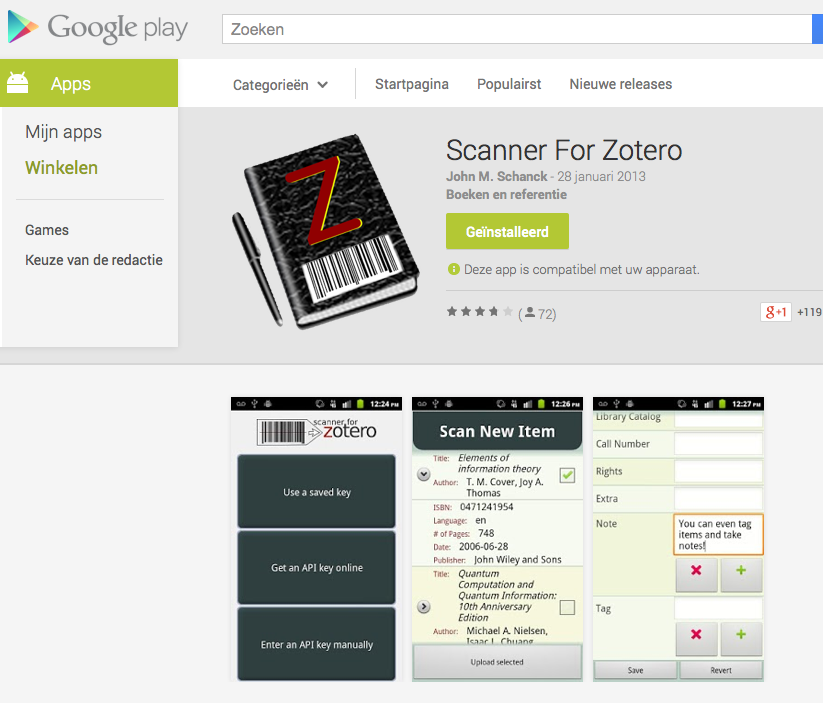 Google play
Zoeken
Apps
Categorieën
Startpagina
Populairst
Nieuwe releases
Mijn apps
Winkelen
Games
Keuze van de redactie
Z
Scanner For Zotero
John M. Schanck - 28 januari 2013
Boeken en referentie
Geïnstalleerd
Deze app is compatibel met uw apparaat.
(72)
g+1 +119
12:24 PM
scanner for
zotero
Use a saved key
Get an API key online
Enter an API key manually
12:26 PM
Scan New Item
Title: Elements of
information theory
Author: T. M. Cover, Joy A.
Thomas
ISBN: 0471241954
Language: en
# of Pages: 748
Date: 2006-06-28
Publisher: John Wiley and Sons
Title: Quantum
Computation and
Quantum Information:
10th Anniversary
Edition
Author: Michael A. Nielsen,
Isaac L. Chuang
Upload selected
12:27 PM
Library Catalog
Call Number
Rights
Extra
Note
You can even tag
items and take
notes!
Tag
Save
Revert